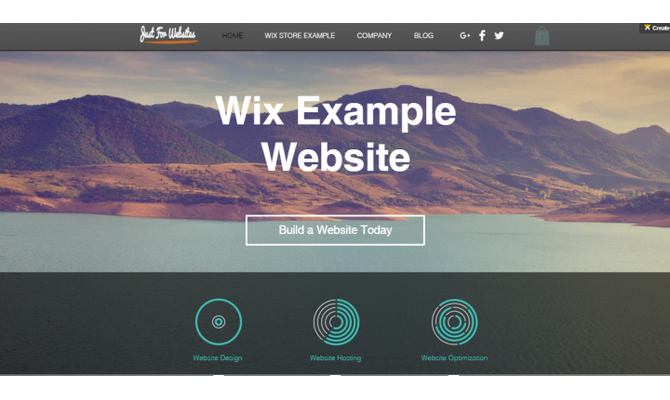 Just For Websites
HOME WIX STORE EXAMPLE COMPANY BLOG G+ f
Create
Wix Example
Website
Build a Website Today
Website Design Website Hosting Website Optimization